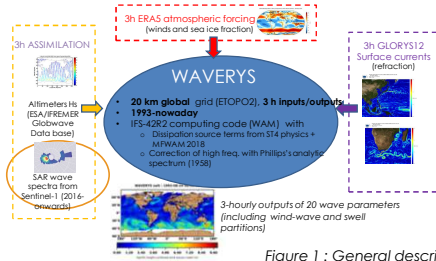 3h ERA5 atmospheric forcing
(winds and sea ice fraction)
3h ASSIMILATION
Altimeters Hs
(ESA/IFREMER
Globwave
Data base)
SAR wave
spectra from
Sentinel-1 (2016-
onwards)
WAVERYS
• 20 km global grid (ETOPO2), 3 h inputs/outputs
• 1993-nowaday
• IFS-42R2 computing code (WAM) with
o Dissipation source terms from ST4 physics +
MFWAM 2018
o Correction of high freq. with Phillip's analytic
spectrum (1958)
3h GLORYS12
Surface currents
(refraction)
3-hourly outputs of 20 wave parameters
(including wind-wave and swell
partitions)
Figure 1 : General descri